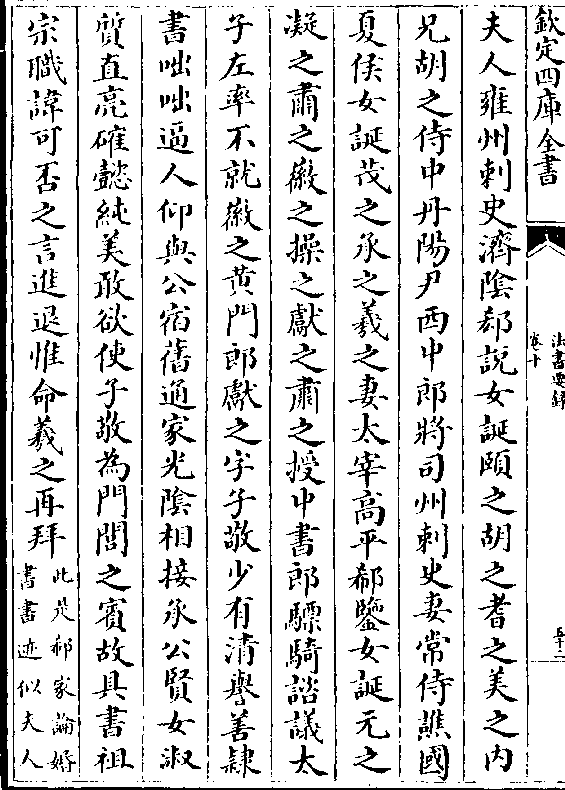 欽定四庫全書
法書要錄
卷十
五十二
夫人雍州刺史濟陰郄說女誕頤之胡之耆之美之内
兄胡之侍中丹陽尹西中郎將司州刺史妻常侍譙國
夏侯女誕茂之承之羲之妻太宰高平郗鑒女誕元之
凝之肅之徽之操之獻之肅之授中書郎驃騎諮議太
子左率不就徽之黄門郎獻之字子敬少有清譽善隸
書咄咄逼人仰與公宿舊通家光陰相接承公賢女淑
質直亮確懿純美敢欲使子敬為門閭之賓故具書祖
宗職諱可否之言進退惟命羲之再拜
此是郗家論婚
書書迹似夫人